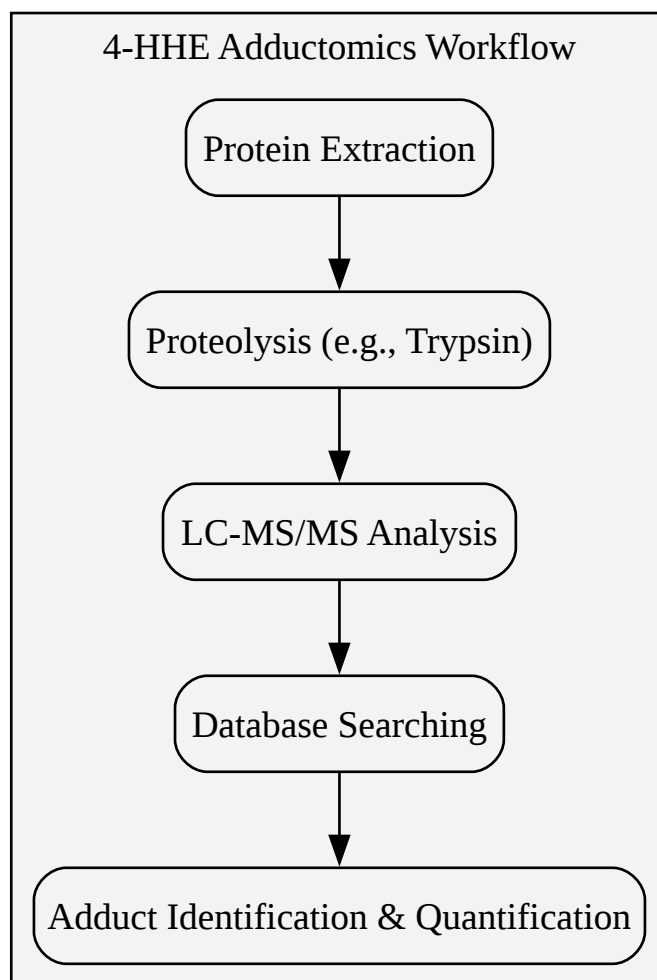 4-HHE Adductomics Workflow
Protein Extraction
Proteolysis (e.g., Trypsin)
LC-MS/MS Analysis
Database Searching
Adduct Identification & Quantification